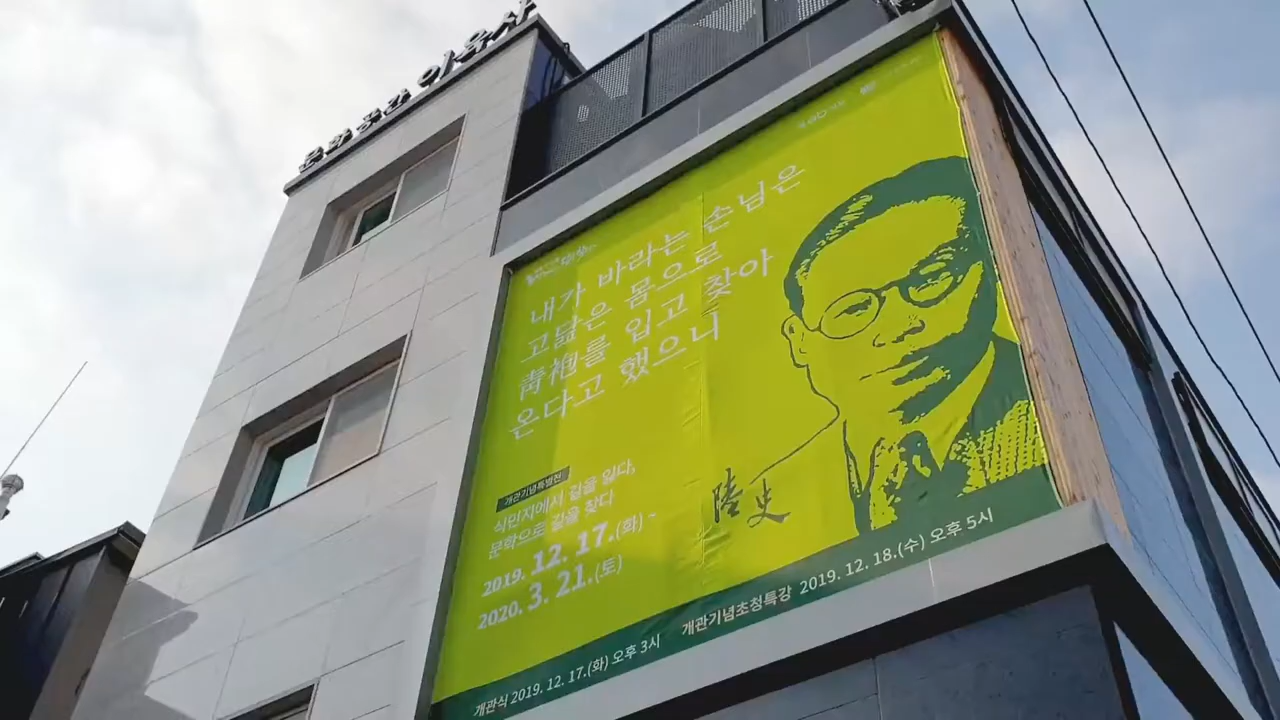 문화공간 이육사
내가 바라는 손님은
고달픈 몸으로
靑袍를 입고 찾아
온다고 했으니
개관기념특별전
식민지에서 길을 잃다,
문학으로 길을 찾다
2019. 12. 17.(화) ~
2020. 3. 21.(토)
陸史
개관식 2019. 12. 17.(화) 오후 3시 개관기념초청특강 2019. 12. 18.(수) 오후 5시